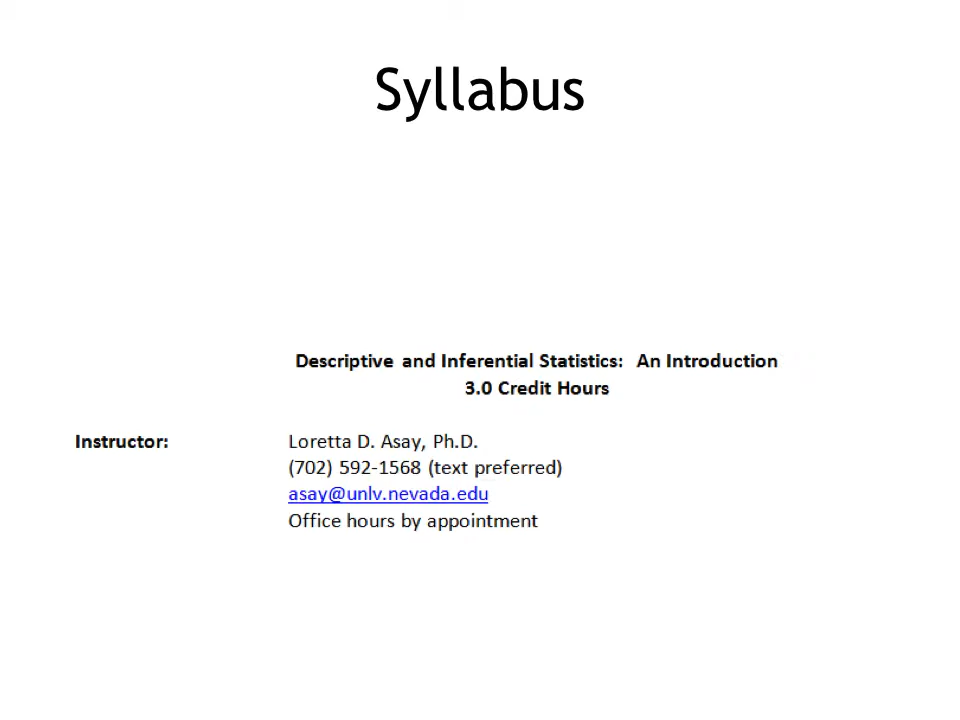 Syllabus
Descriptive and Inferential Statistics: An Introduction
3.0 Credit Hours
Instructor: Loretta D. Asay, Ph.D.
(702) 592-1568 (text preferred)
asay@unlv.nevada.edu
Office hours by appointment